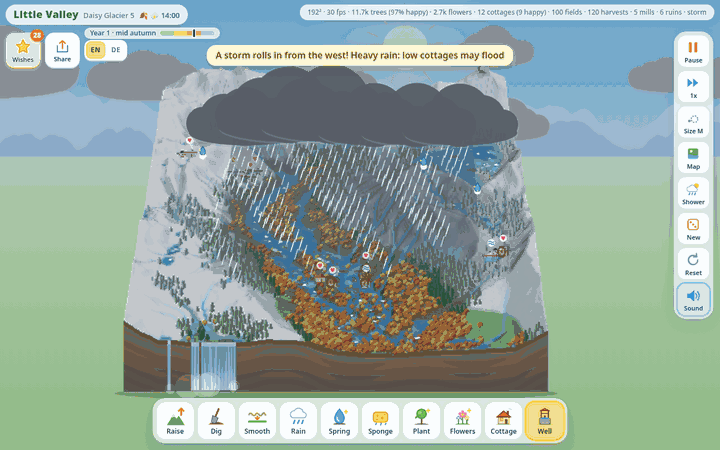 Little Valley Daisy Glacier 5 14:00
192² · 30 fps · 11.7k trees (97% happy) · 2.7k flowers · 12 cottages (9 happy) · 100 fields · 120 harvests · 5 mills · 6 ruins · storm
28
Wishes
Share
Year 1 · mid autumn
EN DE
A storm rolls in from the west! Heavy rain: low cottages may flood
Pause
1x
Size M
Map
Shower
New
Reset
Sound
Raise Dig Smooth Rain Spring Sponge Plant Flowers Cottage Well